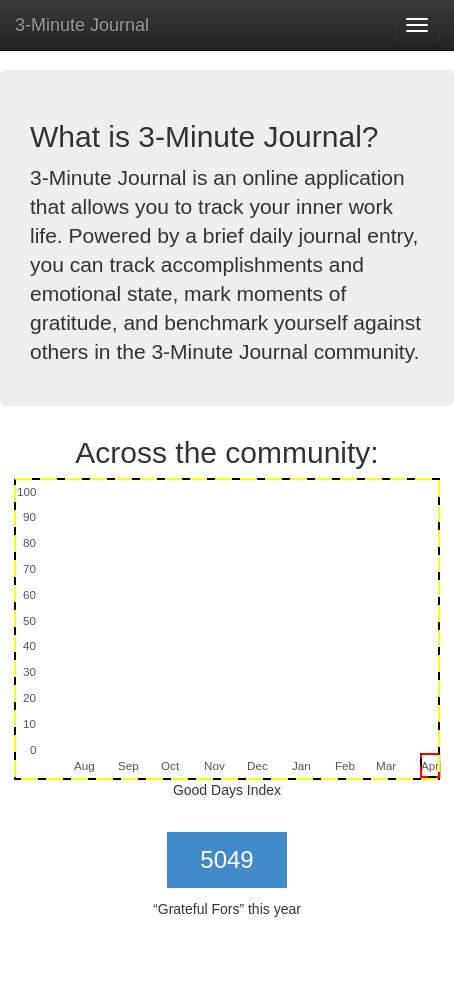 3-Minute Journal
What is 3-Minute Journal?
3-Minute Journal is an online application
that allows you to track your inner work
life. Powered by a brief daily journal entry,
you can track accomplishments and
emotional state, mark moments of
gratitude, and benchmark yourself against
others in the 3-Minute Journal community.
Across the community:
100
90
80
70
60
50
40
30
20
10
0
Aug Sep Oct Nov Dec Jan Feb Mar Apr
Good Days Index
5049
“Grateful Fors” this year